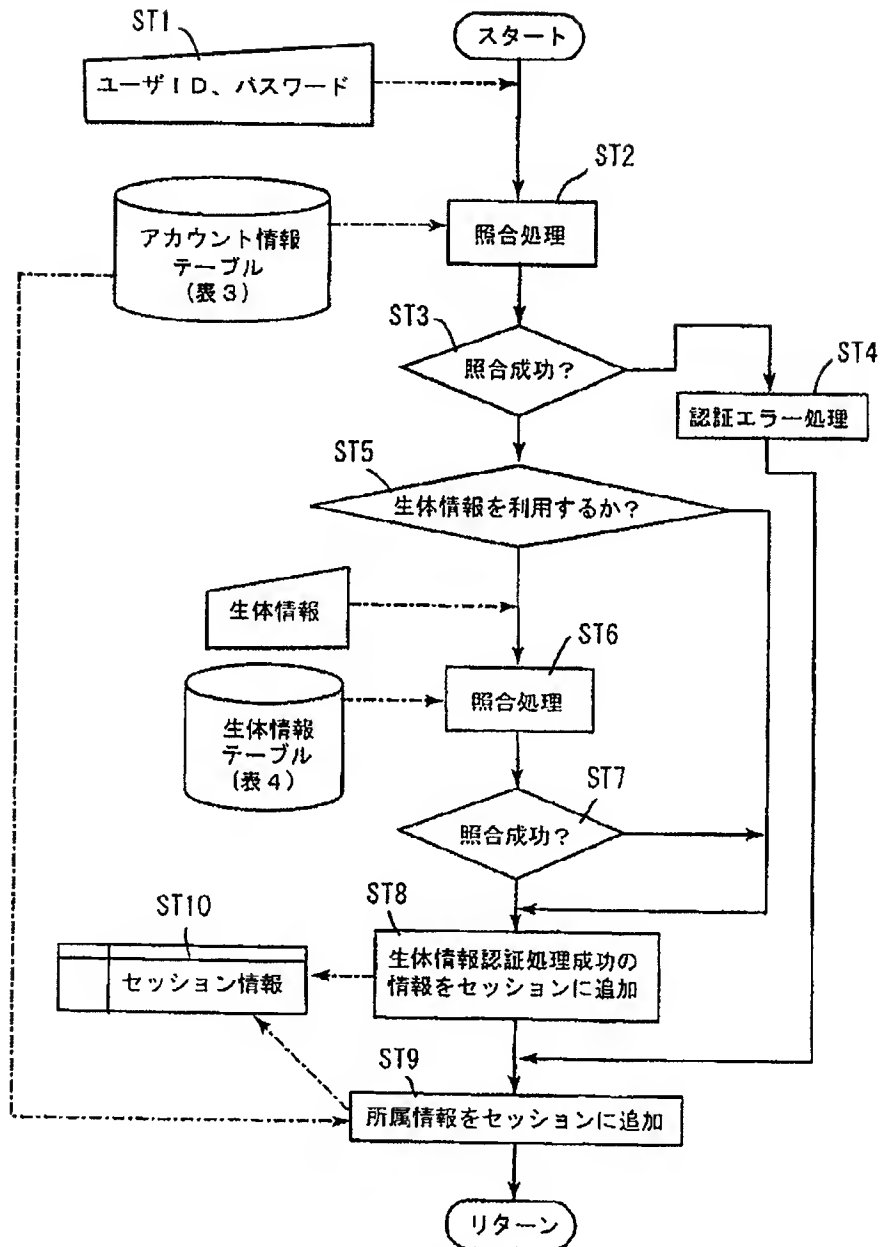 ST1
スタート
ユーザID、パスワード
ST2
アカウント情報
テーブル
(表3)
照合処理
ST3
照合成功?
ST4
認証エラー処理
ST5
生体情報を利用するか?
生体情報
ST6
照合処理
生体情報
テーブル
(表4)
ST7
照合成功?
ST8
ST10
生体情報認証処理成功の
情報をセッションに追加
セッション情報
ST9
所属情報をセッションに追加
リターン